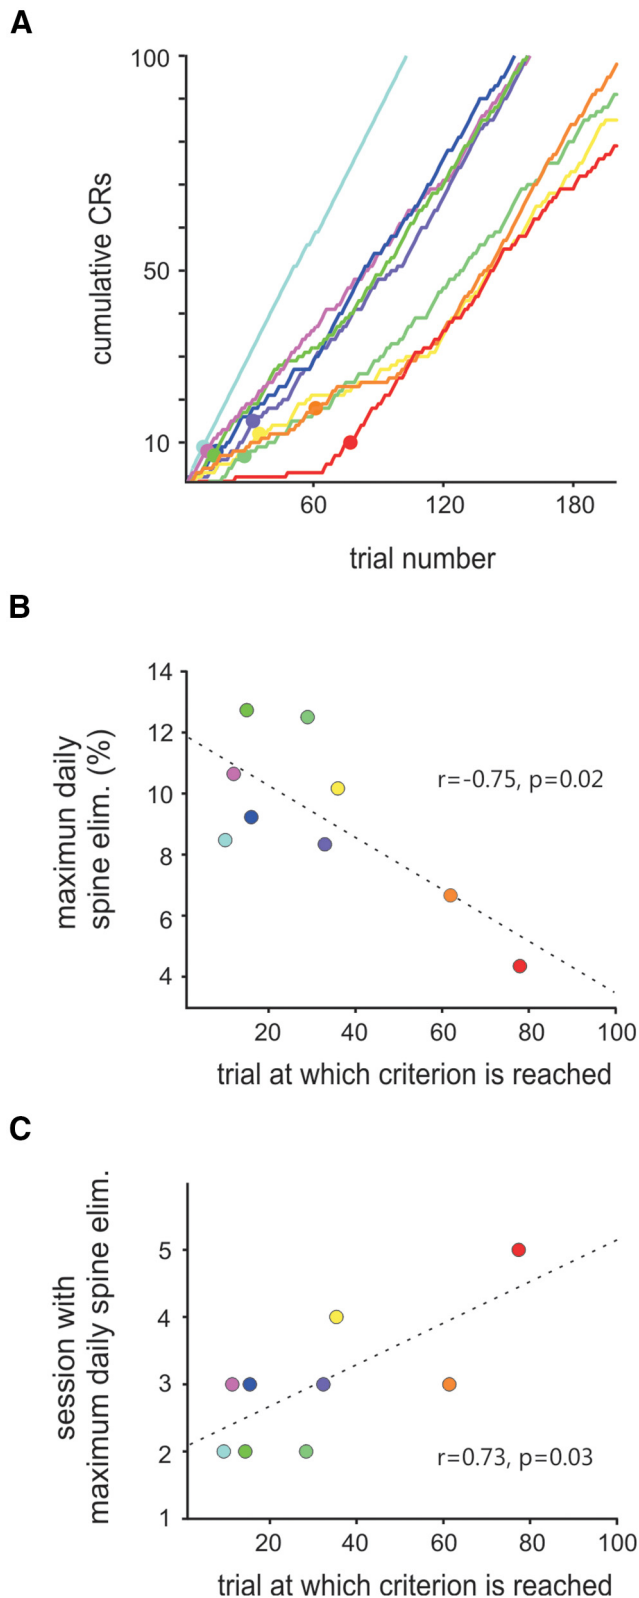 A
100
50
10
cumulative CRs
60 120 180
trial number
B
14
12
10
8
6
4
maximun daily
spine elim. (%)
r=-0.75, p=0.02
20 40 60 80 100
trial at which criterion is reached
C
5
4
3
2
1
session with
maximum daily spine elim.
r=0.73, p=0.03
20 40 60 80 100
trial at which criterion is reached